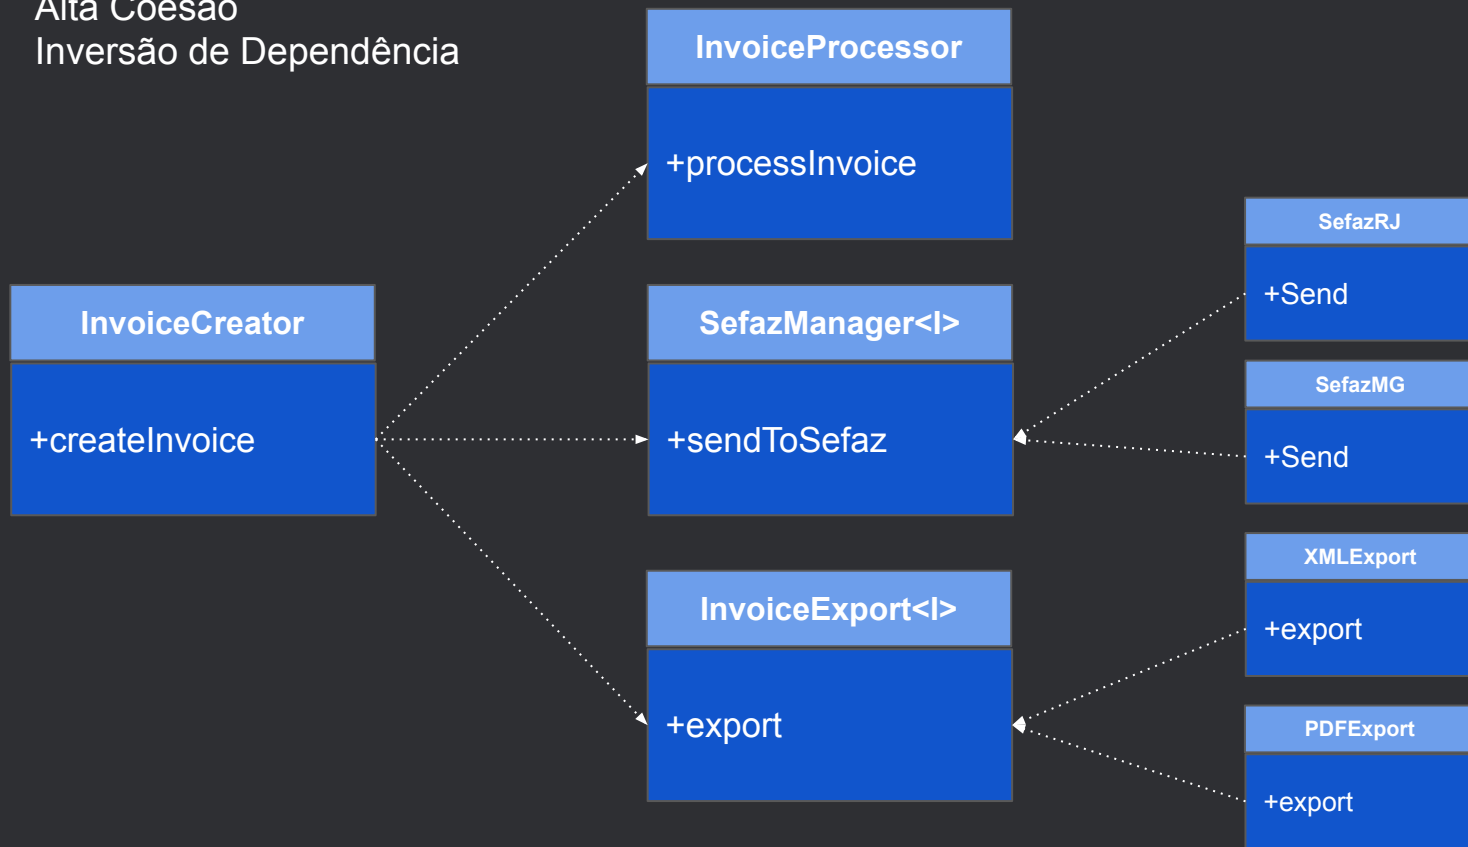 Alta Coesão
Inversão de Dependência
InvoiceProcessor
+processInvoice
InvoiceCreator
+createInvoice
SefazManager<I>
+sendToSefaz
InvoiceExport<I>
+export
SefazRJ
+Send
SefazMG
+Send
XMLExport
+export
PDFExport
+export